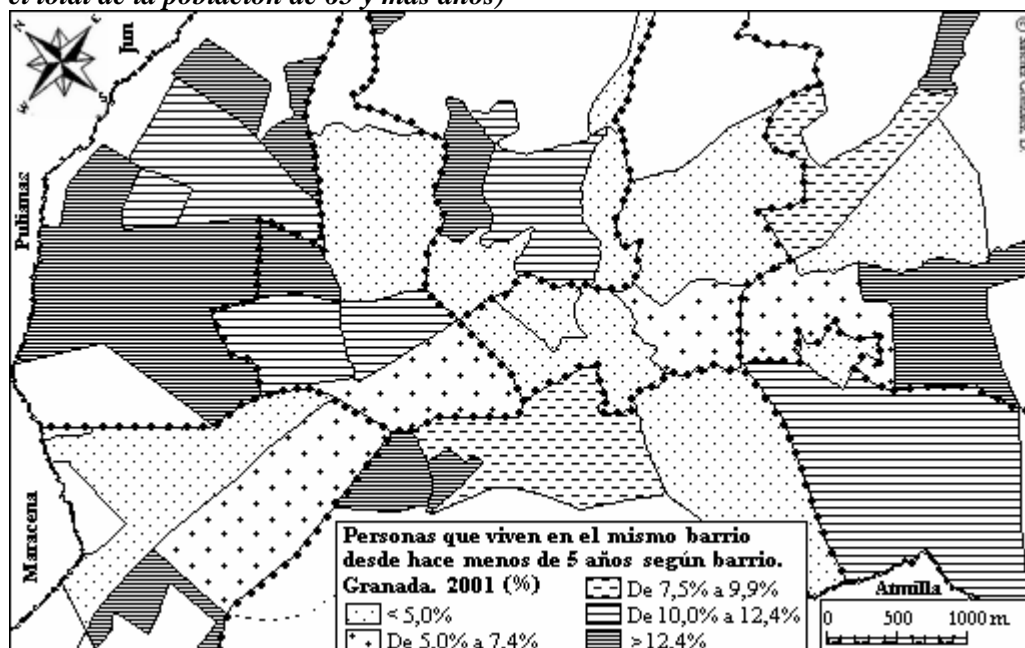 el total de la población de 65 y más años)
N
E
S
W
Jun
Pulianas
Maracena
Personas que viven en el mismo barrio
desde hace menos de 5 años según barrio.
Granada. 2001 (%)
< 5,0%
De 5,0% a 7,4%
De 7,5% a 9,9%
De 10,0% a 12,4%
>12,4%
Atmilla
0 500 1000 m.